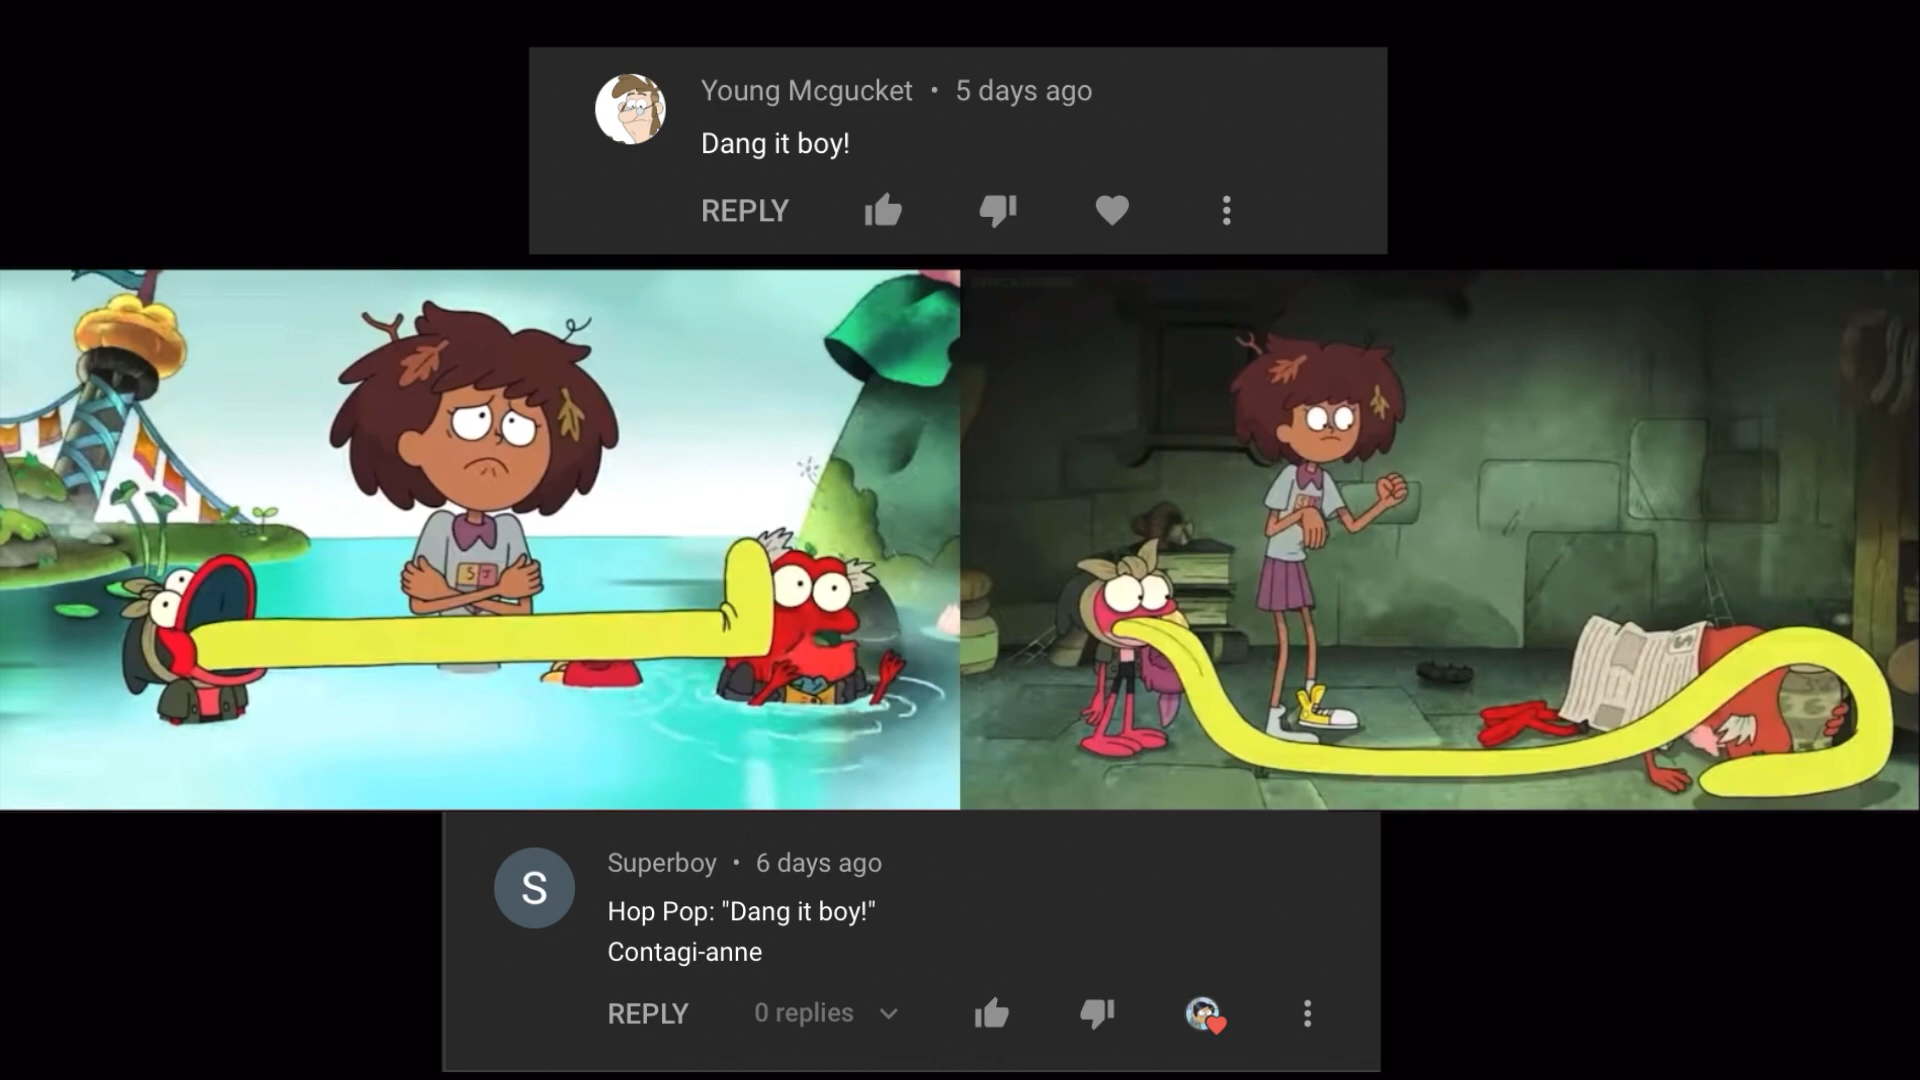 Young Mcgucket • 5 days ago
Dang it boy!
REPLY
S J
S
Superboy • 6 days ago
Hop Pop: "Dang it boy!"
Contagi-anne
REPLY 0 replies